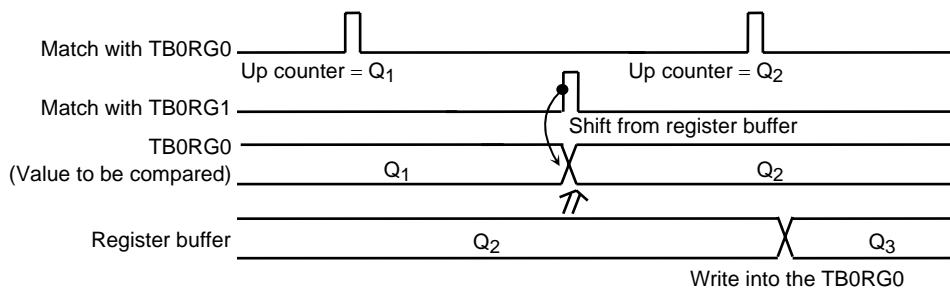 Match with TB0RG0
Up counter = Q1 Up counter = Q2
Match with TB0RG1
Shift from register buffer
TB0RG0
(Value to be compared) Q1 Q2
Register buffer Q2 Q3
Write into the TB0RG0